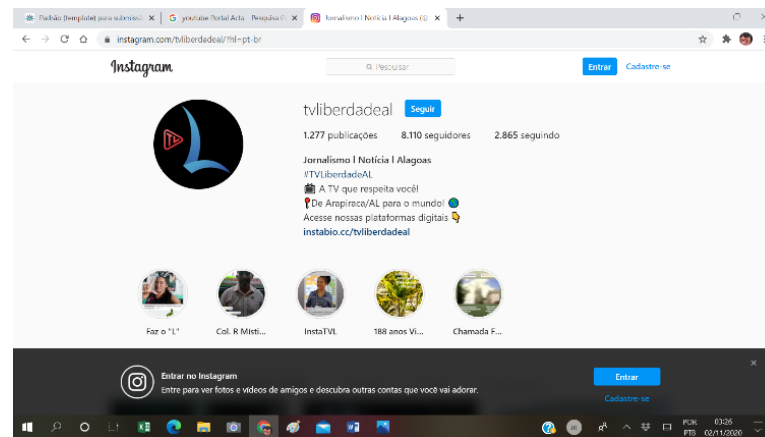 Padrão (template) para submissã
youtube Portal Acta - Pesquisa G
Jornalismo l Notícia l Alagoas (@
instagram.com/tvliberdadeal/?hl=pt-br
Instagram
Pesquisar
Entrar
Cadastre-se
TV
tvliberdadeal
Seguir
1.277 publicações
8.110 seguidores
2.865 seguindo
Jornalismo l Notícia l Alagoas
#TVLiberdadeAL
A TV que respeita você!
De Arapiraca/AL para o mundo!
Acesse nossas plataformas digitais
instabio.cc/tvliberdadeal
Faz o "L"
Col. R Místi...
InstaTVL
188 anos Vi...
Chamada F...
Entrar no Instagram
Entre para ver fotos e vídeos de amigos e descubra outras contas que você vai adorar.
Entrar
Cadastre-se
POR
PTB
03:26
02/11/2020